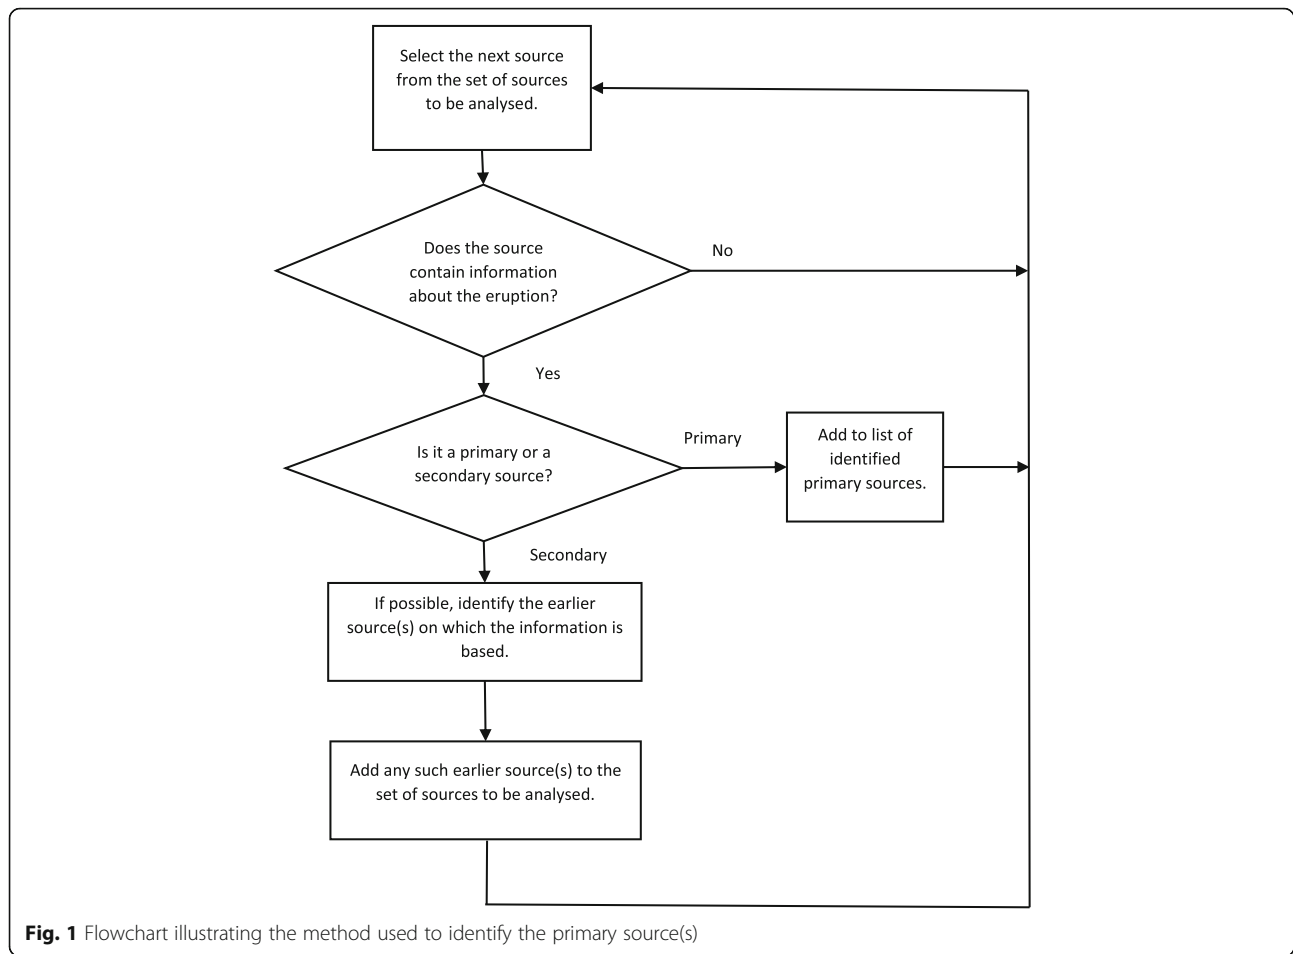 Select the next source
from the set of sources
to be analysed.
Does the source
contain information
about the eruption?
No
Yes
Is it a primary or a
secondary source?
Primary
Add to list of
identified
primary sources.
Secondary
If possible, identify the earlier
source(s) on which the information is
based.
Add any such earlier source(s) to the
set of sources to be analysed.
Fig. 1 Flowchart illustrating the method used to identify the primary source(s)